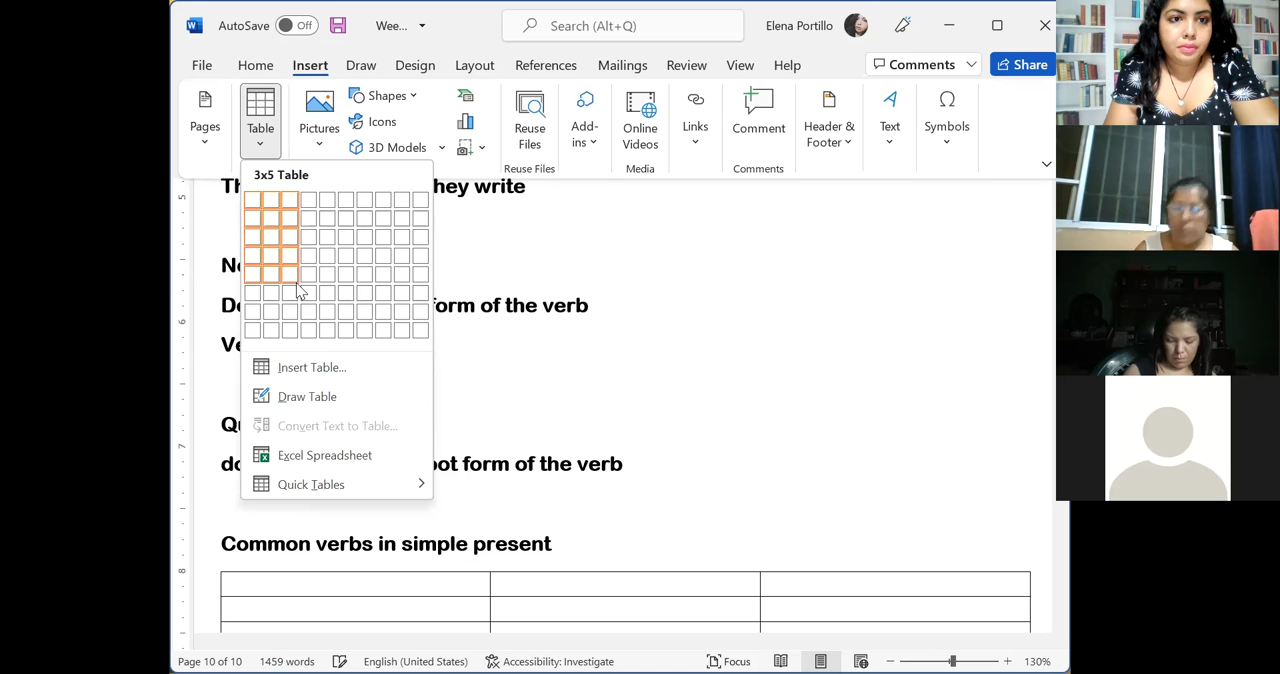 AutoSave Off Wee... Search (Alt+Q) Elena Portillo
File Home Insert Draw Design Layout References Mailings Review View Help Comments Share
Pages Table Pictures Shapes Icons 3D Models Reuse Files Add-ins Online Videos Links Comment Header & Footer Text Symbols
Reuse Files Media Comments
3x5 Table
Insert Table...
Draw Table
Convert Text to Table...
Excel Spreadsheet
Quick Tables
Th hey write
form of the verb
oot form of the verb
Common verbs in simple present
Page 10 of 10 1459 words English (United States) Accessibility: Investigate Focus 130%